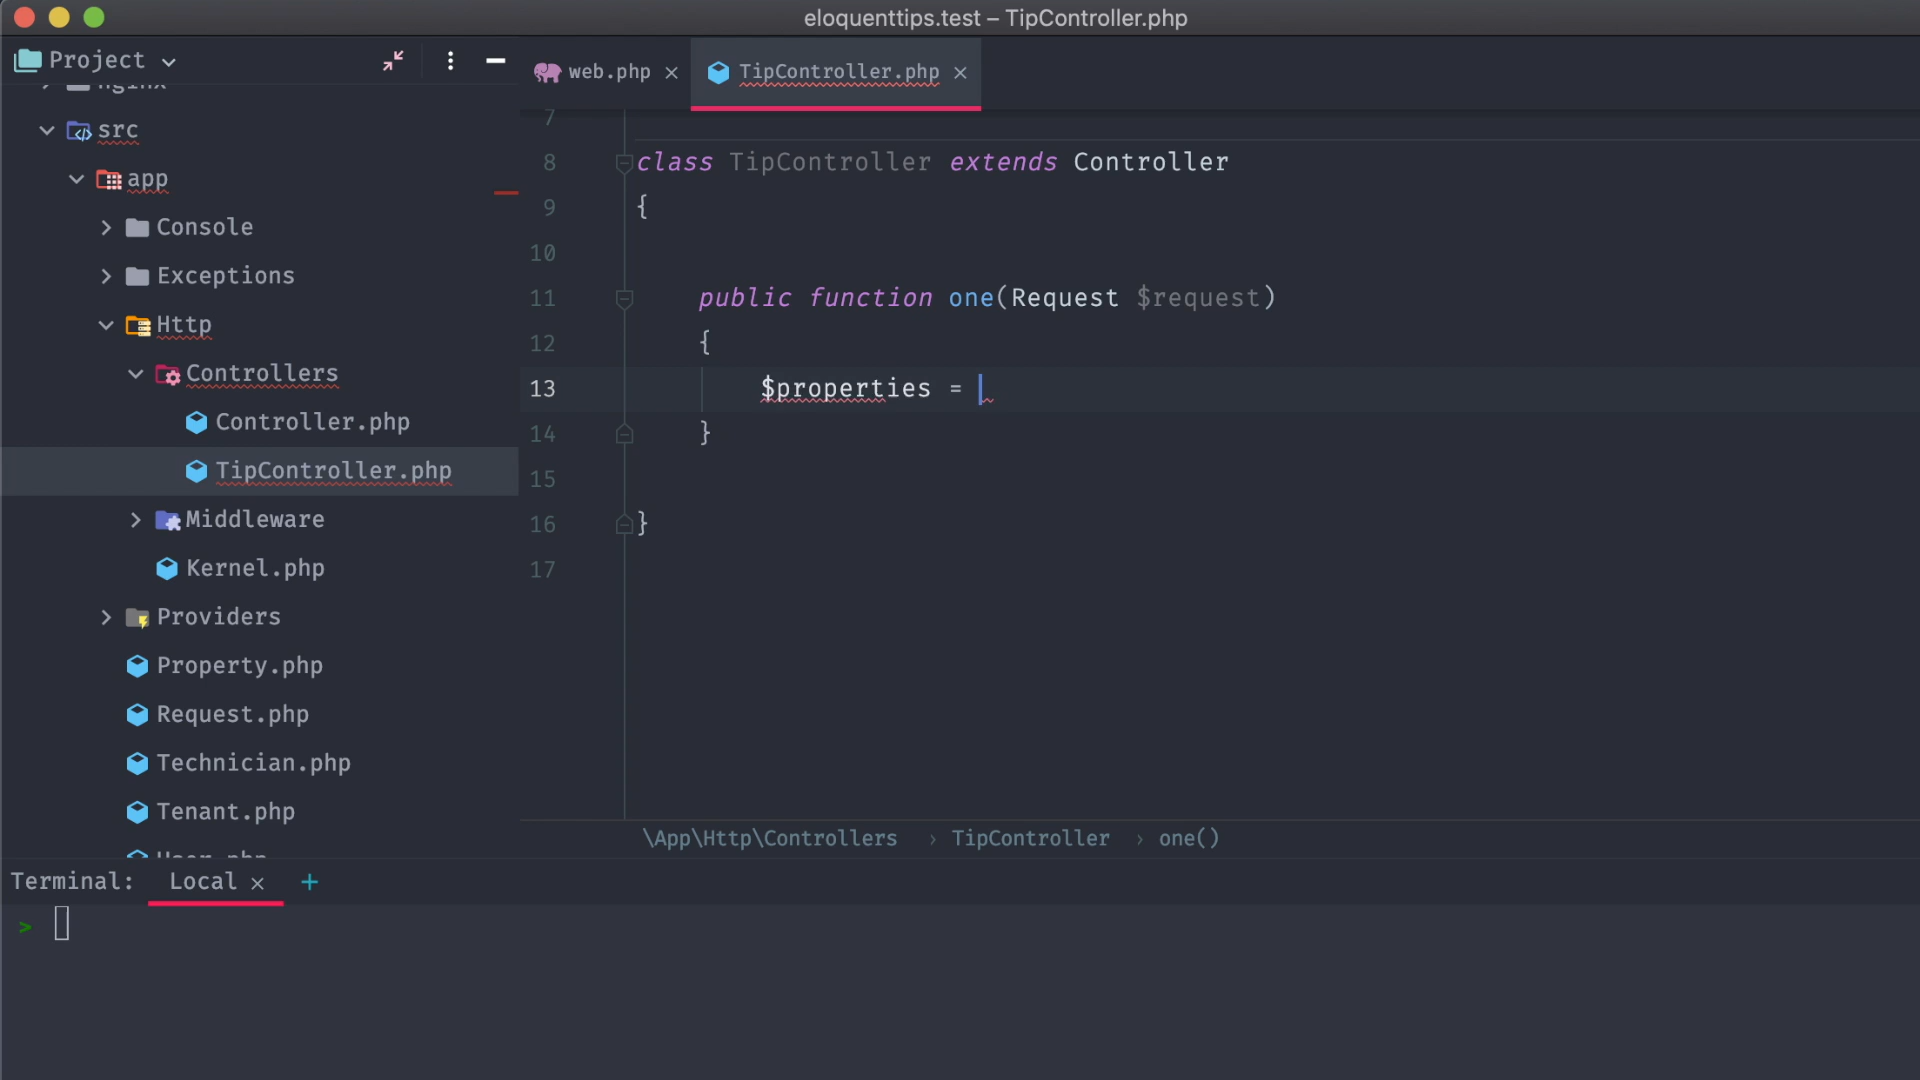 eloquenttips.test – TipController.php
Project
web.php
TipController.php
nginx
src
app
Console
Exceptions
Http
Controllers
Controller.php
TipController.php
Middleware
Kernel.php
Providers
Property.php
Request.php
Technician.php
Tenant.php
User.php
7
8 class TipController extends Controller
9 {
10
11 public function one(Request $request)
12 {
13 $properties =
14 }
15
16 }
17
\App\Http\Controllers › TipController › one()
Terminal: Local +
>